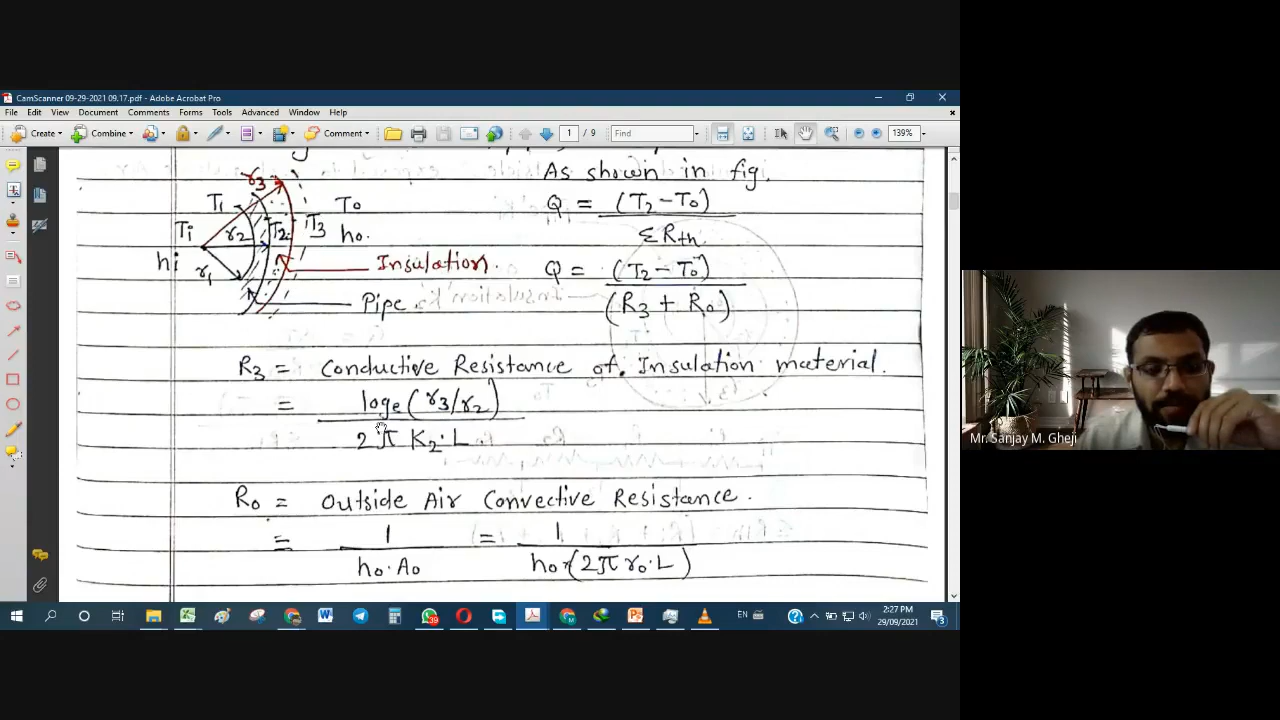 CamScanner 09-29-2021 09.17.pdf - Adobe Acrobat Pro
File Edit View Document Comments Forms Tools Advanced Window Help
Create Combine Comment 1 / 9 Find 139%
As shown in fig.
Q = (T2 - To)
ΣRth
Q = (T2 - To)
(R3 + Ro)
r3
T1 To
Ti r2 T2 T3
hi ho.
r1 Insulation.
Pipe
R3 = Conductive Resistance of. Insulation material.
= loge (r3/r2)
2π K2. L
Ro = Outside Air Convective Resistance.
= 1 = 1
ho. Ao ho. (2π ro. L)
Mr. Sanjay M. Gheji
39
EN 2:27 PM
29/09/2021
3